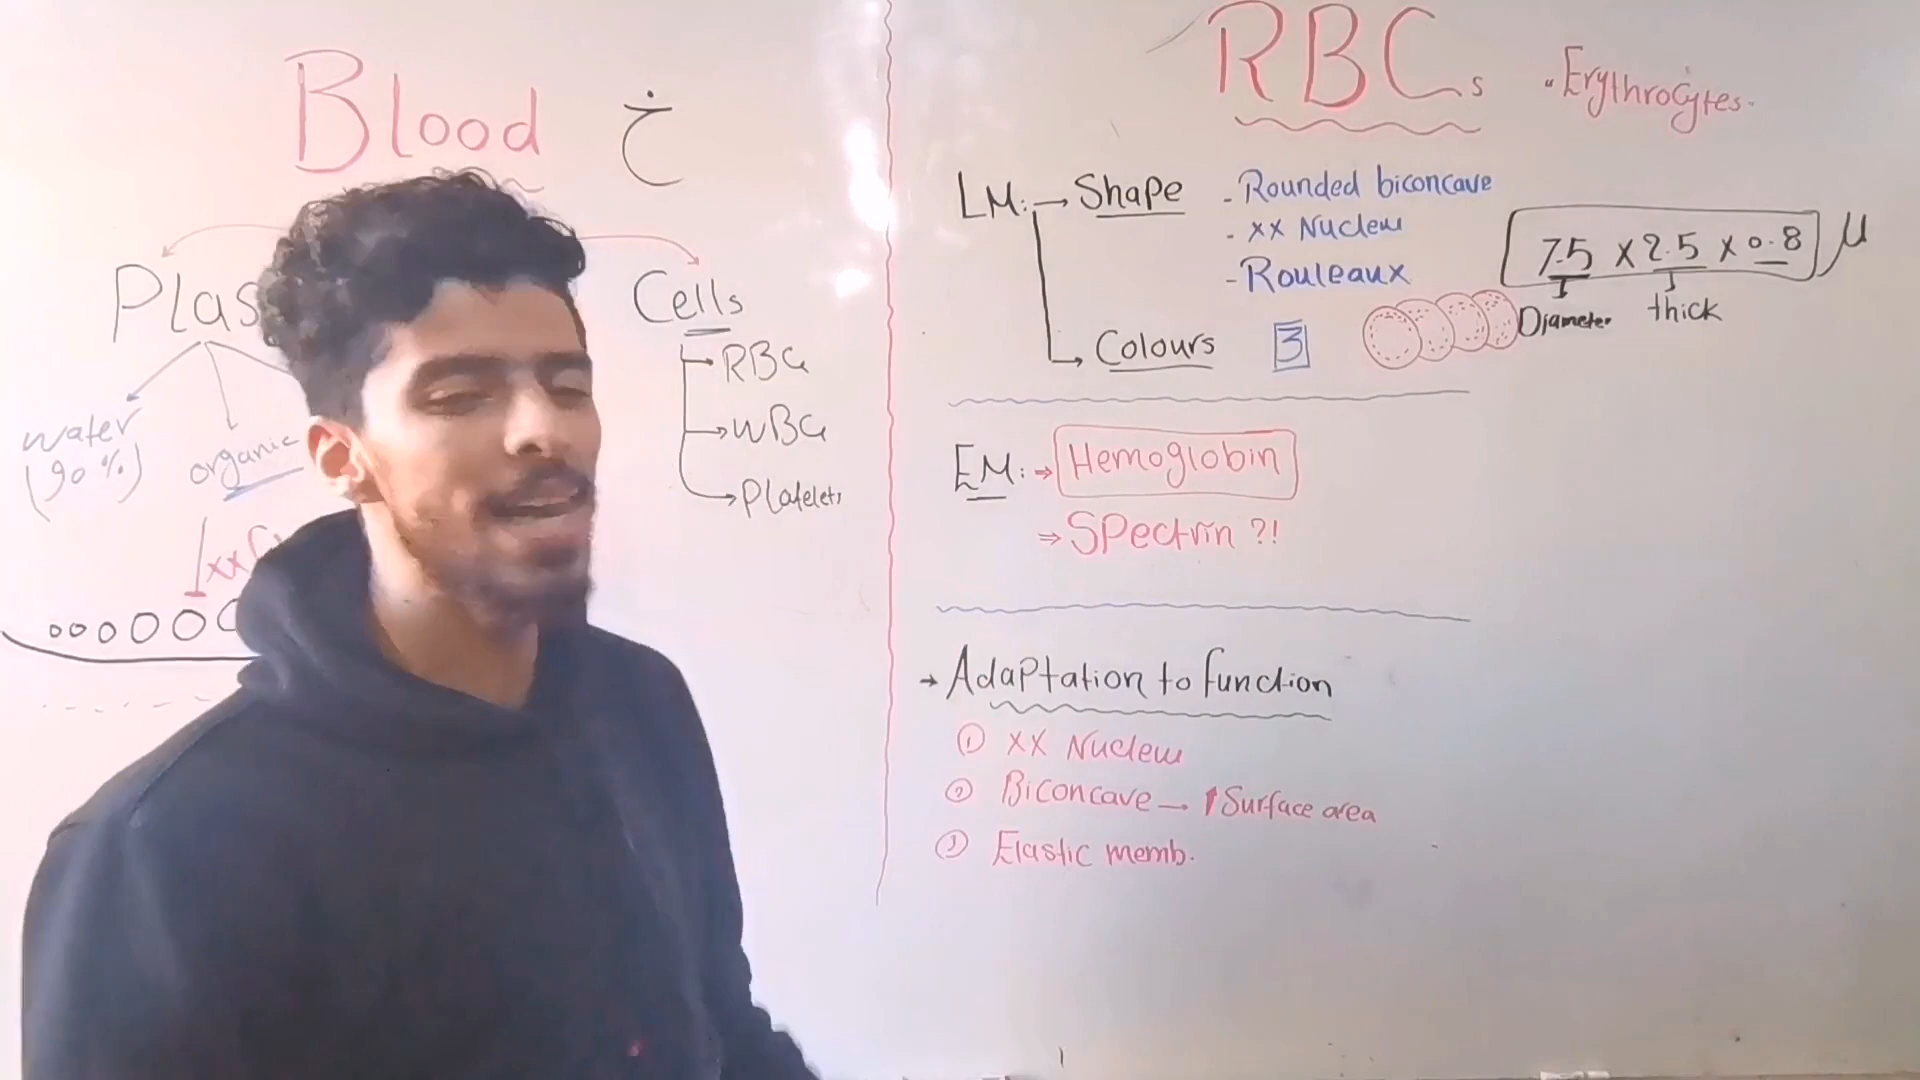 Blood خ
Plas
Cells
RBCs
WBCs
Platelets
water
(90%)
organic
xx
RBCs "Erythrocytes"
LM: → Shape - Rounded biconcave
- xx Nucleus
- Rouleaux
7.5 x 2.5 x 0.8 μ
Diameter thick
→ Colours 3
EM: → Hemoglobin
⇒ Spectrin ?!
→ Adaptation to function
① xx Nucleus
② Biconcave → ↑ Surface area
③ Elastic memb.